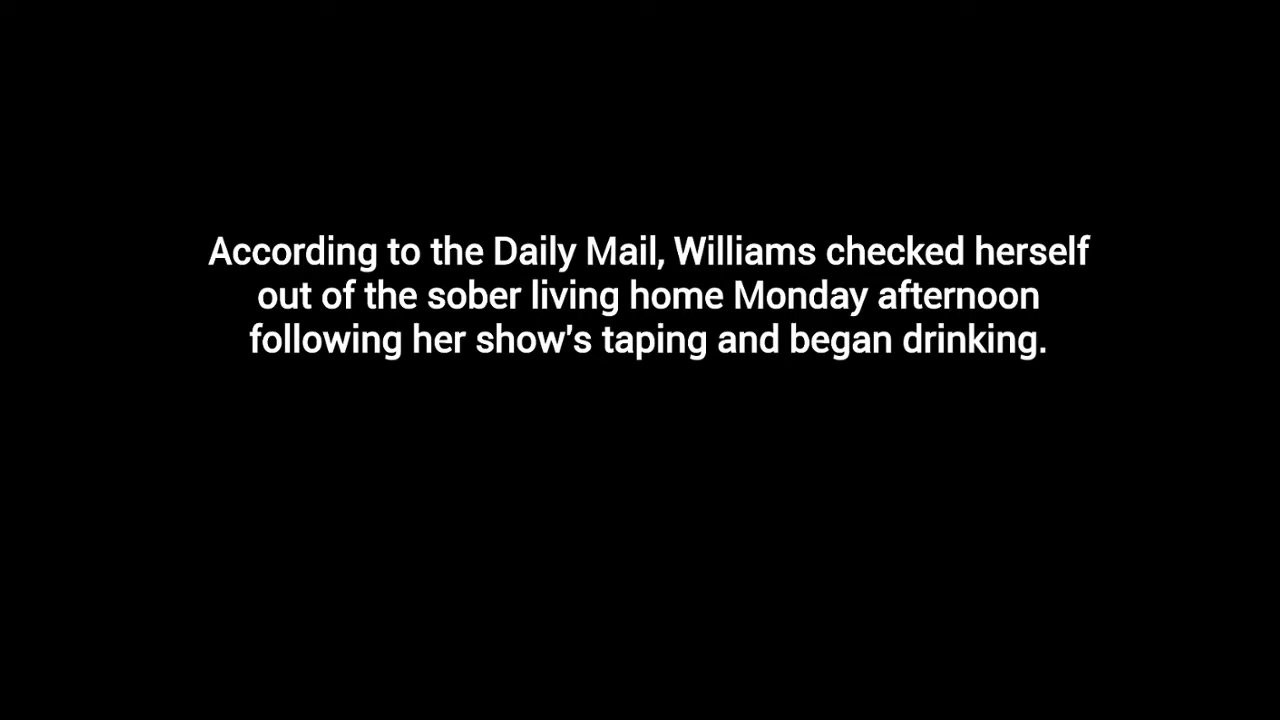 According to the Daily Mail, Williams checked herself
out of the sober living home Monday afternoon
following her show's taping and began drinking.